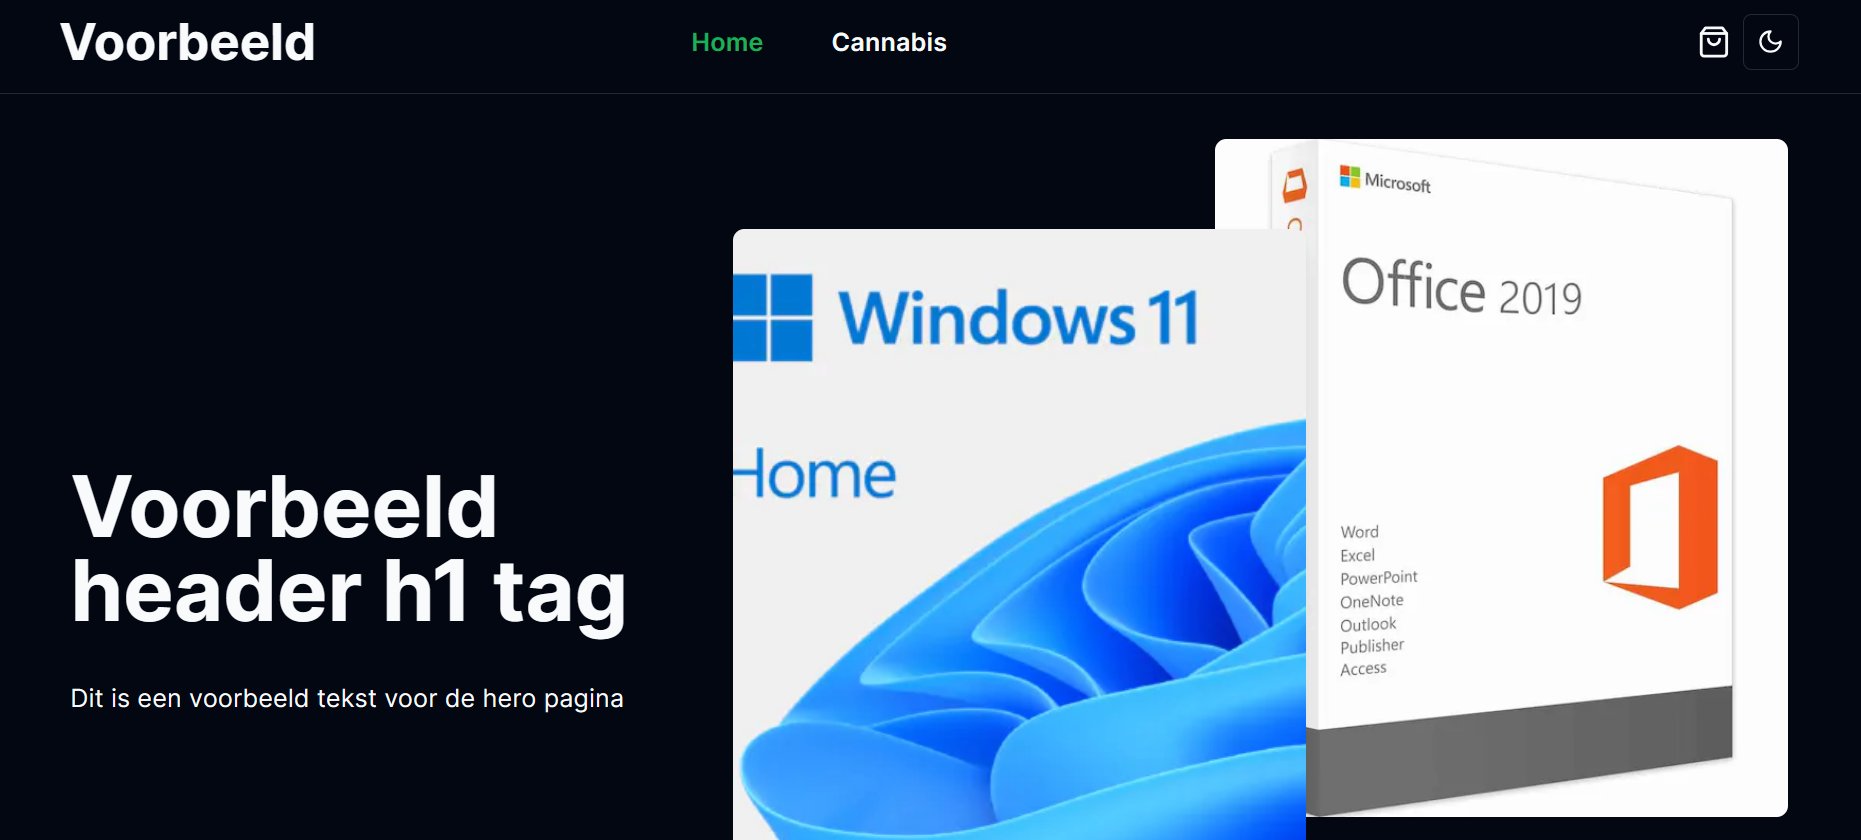 Voorbeeld
Home
Cannabis
Microsoft
Office 2019
Windows 11
Home
Word
Excel
PowerPoint
OneNote
Outlook
Publisher
Access
Voorbeeld
header h1 tag
Dit is een voorbeeld tekst voor de hero pagina